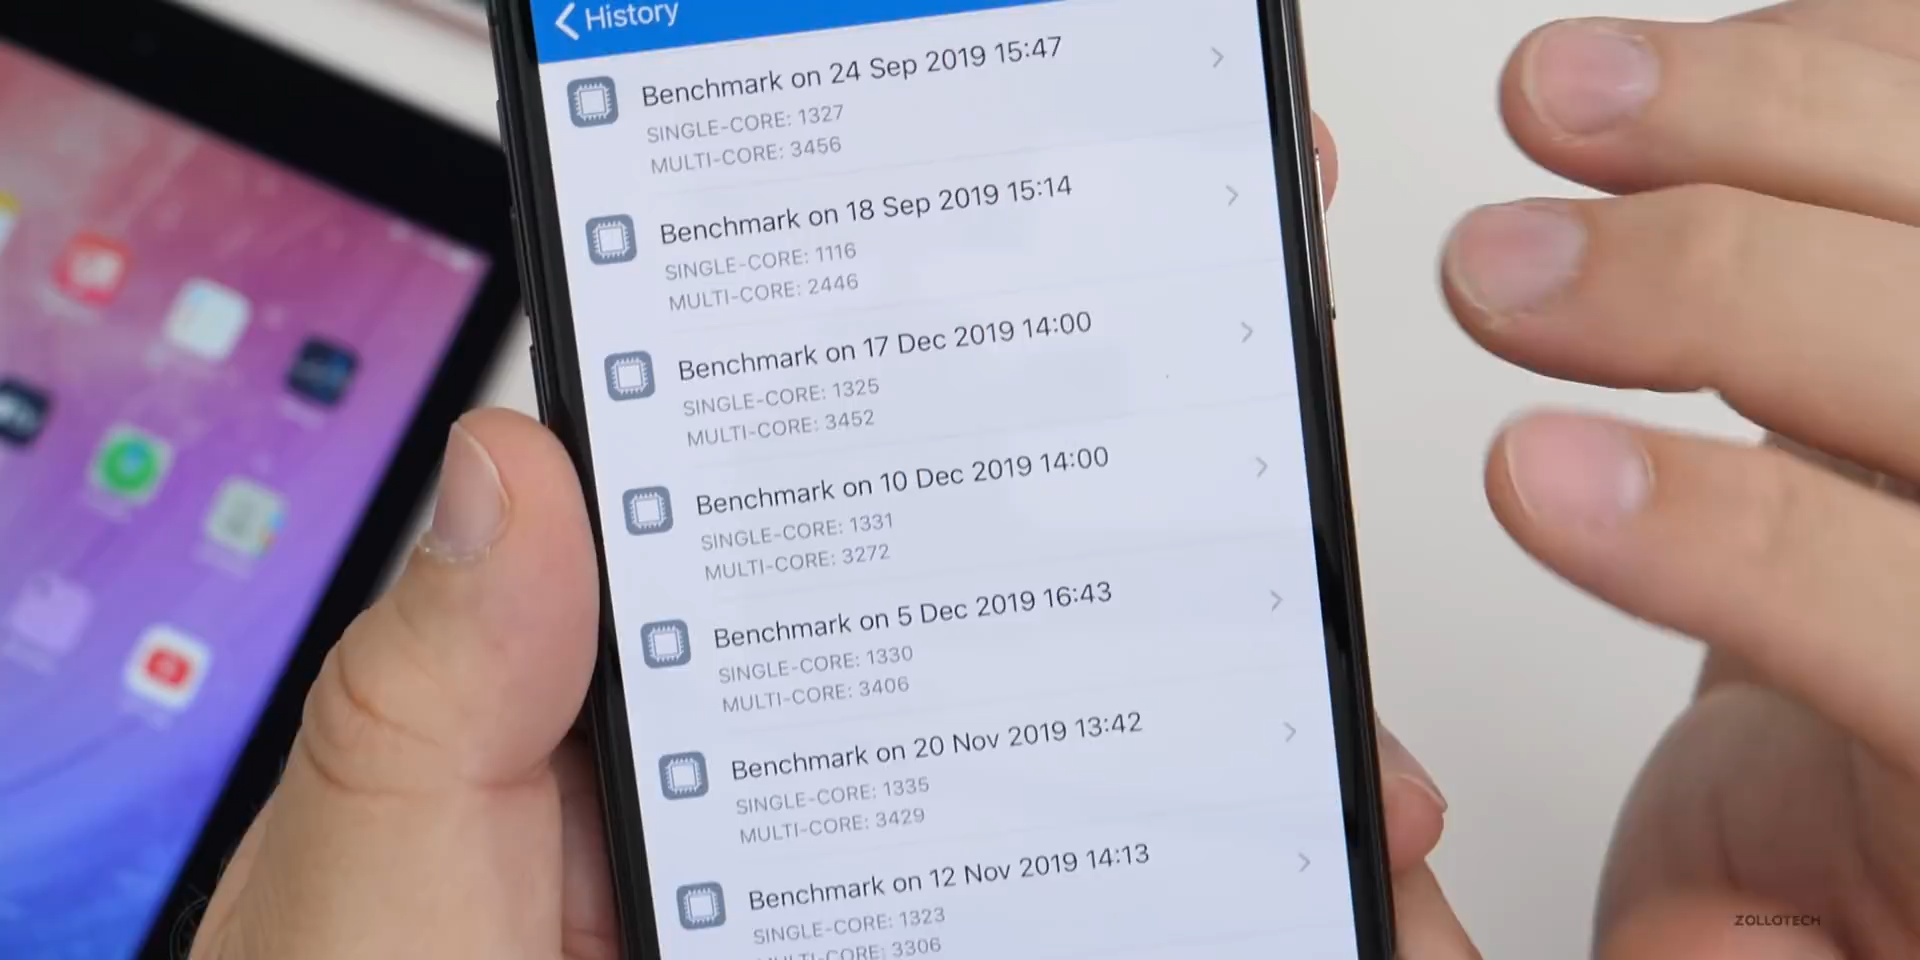 History
Benchmark on 24 Sep 2019 15:47
SINGLE-CORE: 1327
MULTI-CORE: 3456
Benchmark on 18 Sep 2019 15:14
SINGLE-CORE: 1116
MULTI-CORE: 2446
Benchmark on 17 Dec 2019 14:00
SINGLE-CORE: 1325
MULTI-CORE: 3452
Benchmark on 10 Dec 2019 14:00
SINGLE-CORE: 1331
MULTI-CORE: 3272
Benchmark on 5 Dec 2019 16:43
SINGLE-CORE: 1330
MULTI-CORE: 3406
Benchmark on 20 Nov 2019 13:42
SINGLE-CORE: 1335
MULTI-CORE: 3429
Benchmark on 12 Nov 2019 14:13
SINGLE-CORE: 1323
MULTI-CORE: 3306
ZOLLOTECH